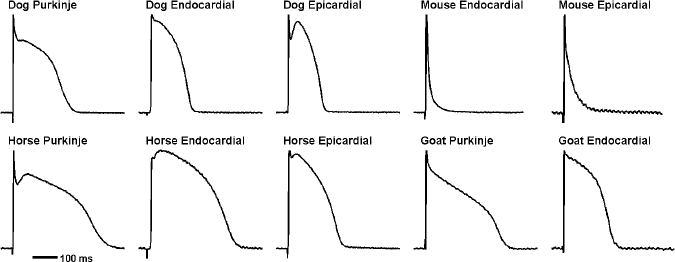 Dog Purkinje
Dog Endocardial
Dog Epicardial
Mouse Endocardial
Mouse Epicardial
Horse Purkinje
Horse Endocardial
Horse Epicardial
Goat Purkinje
Goat Endocardial
100 ms